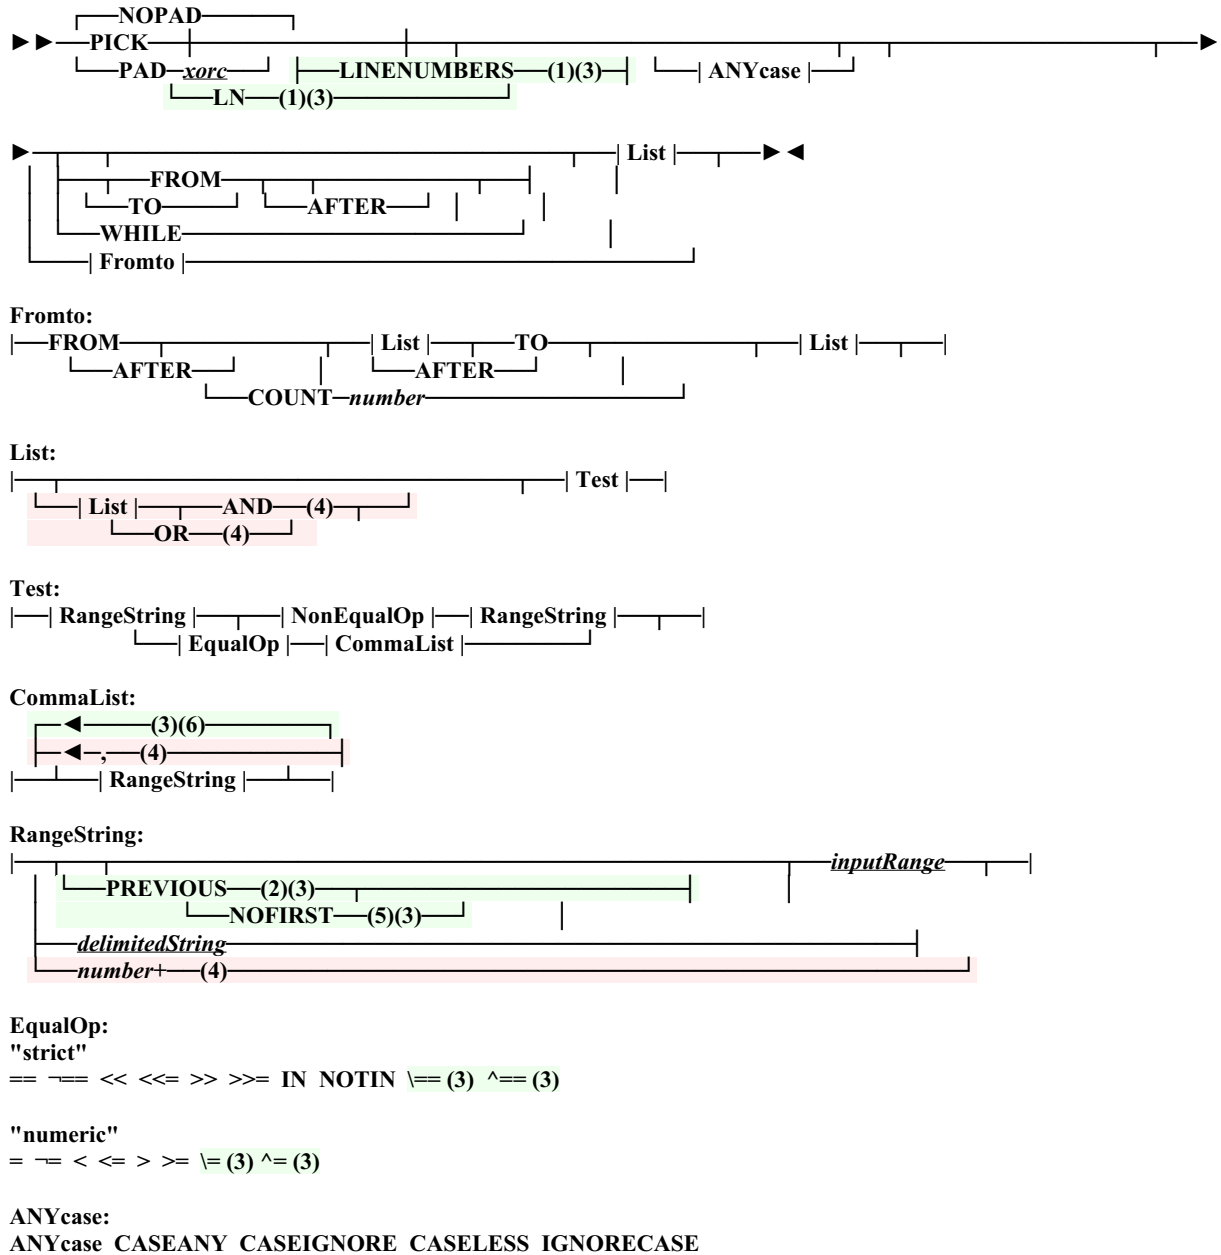 NOPAD
►►──PICK
PAD─xorc LINENUMBERS──(1)(3) | ANYcase |
LN──(1)(3)
| List |
FROM
TO AFTER
WHILE
| Fromto |
Fromto:
FROM | List | TO | List |
AFTER AFTER
COUNT─number
List:
| Test |
| List | AND──(4)
OR──(4)
Test:
| RangeString | | NonEqualOp |──| RangeString |
| EqualOp |──| CommaList |
CommaList:
(3)(6)
,──(4)
| RangeString |
RangeString:
inputRange
PREVIOUS──(2)(3)
NOFIRST──(5)(3)
delimitedString
number+──(4)
EqualOp:
"strict"
== ¬== << <<= >> >>= IN NOTIN \== (3) ^== (3)
"numeric"
= ¬= < <= > >= \= (3) ^= (3)
ANYcase:
ANYcase CASEANY CASEIGNORE CASELESS IGNORECASE